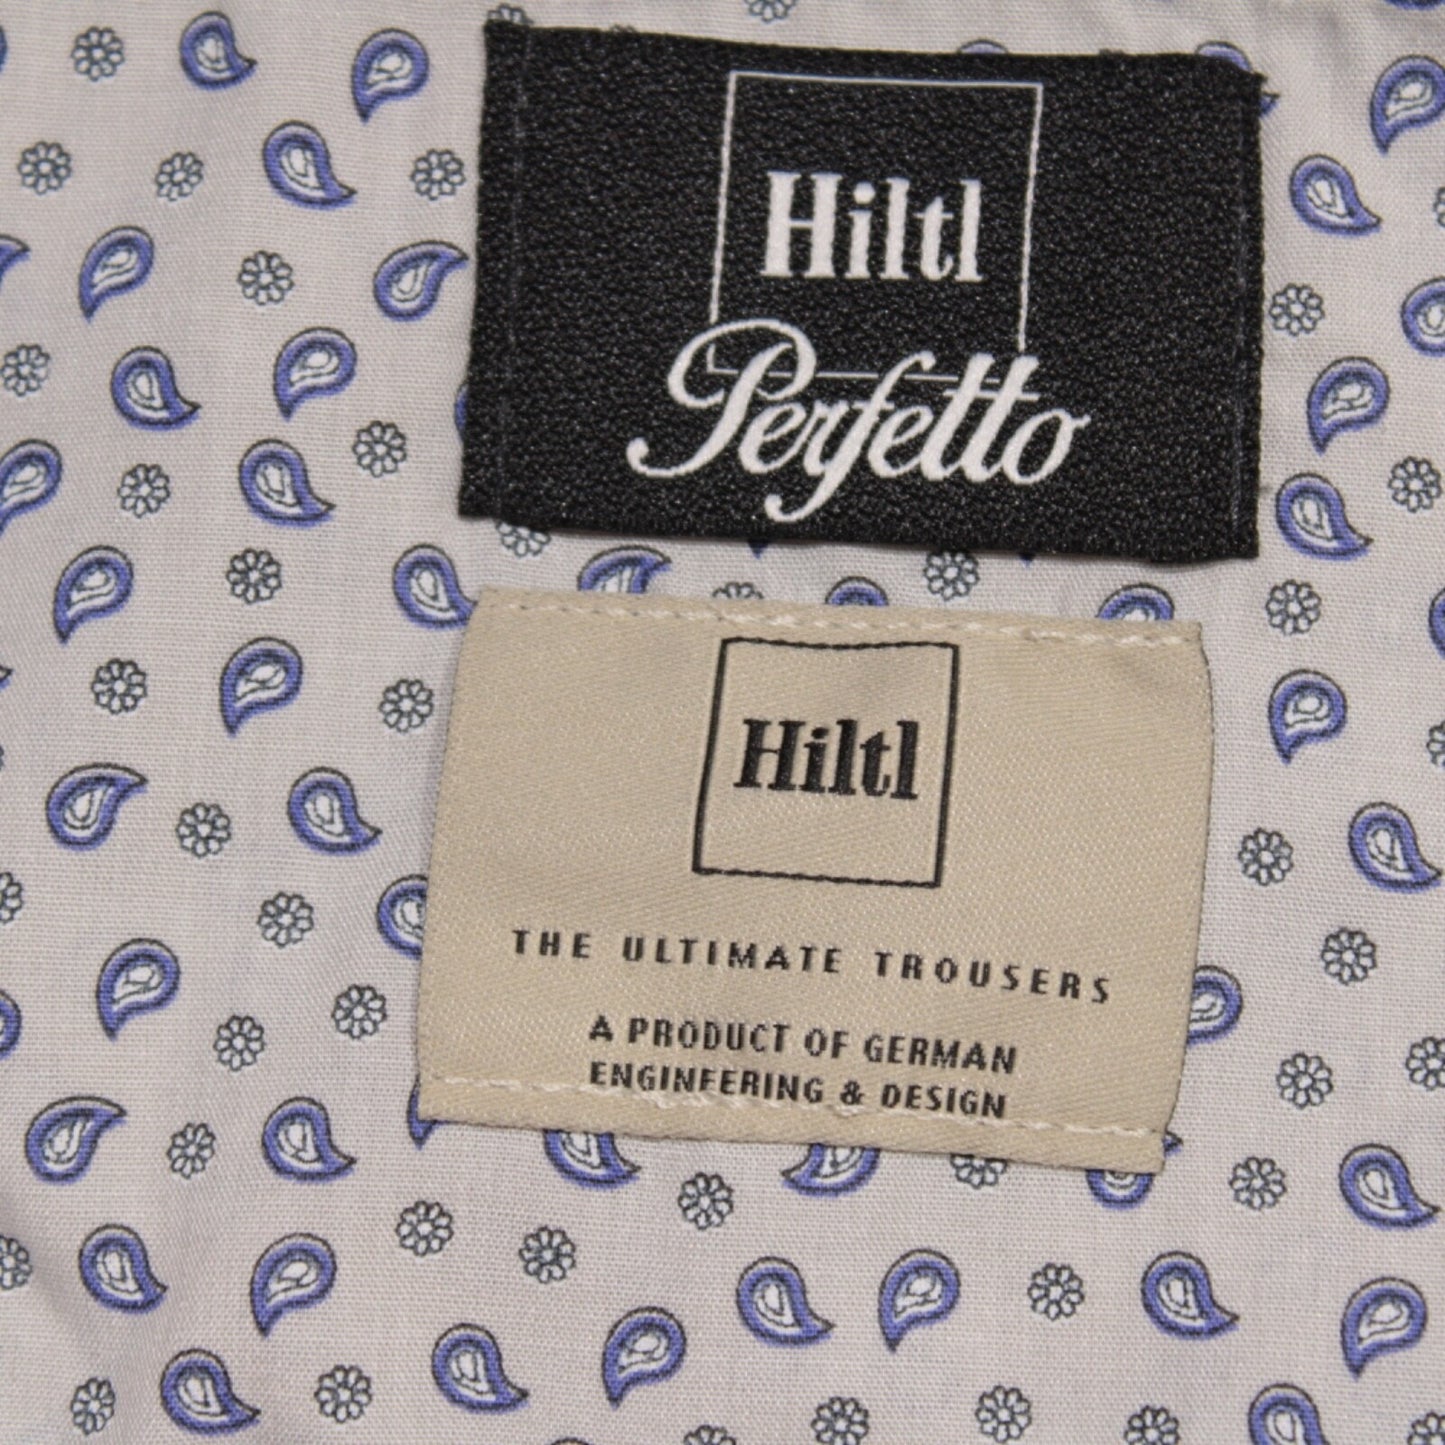 Hiltl
Perfetto
Hiltl
THE ULTIMATE TROUSERS
A PRODUCT OF GERMAN
ENGINEERING & DESIGN